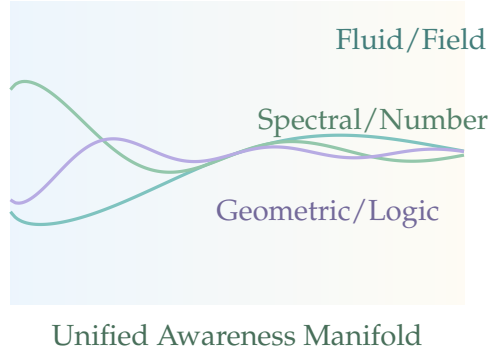 Fluid/Field
Spectral/Number
Geometric/Logic
Unified Awareness Manifold